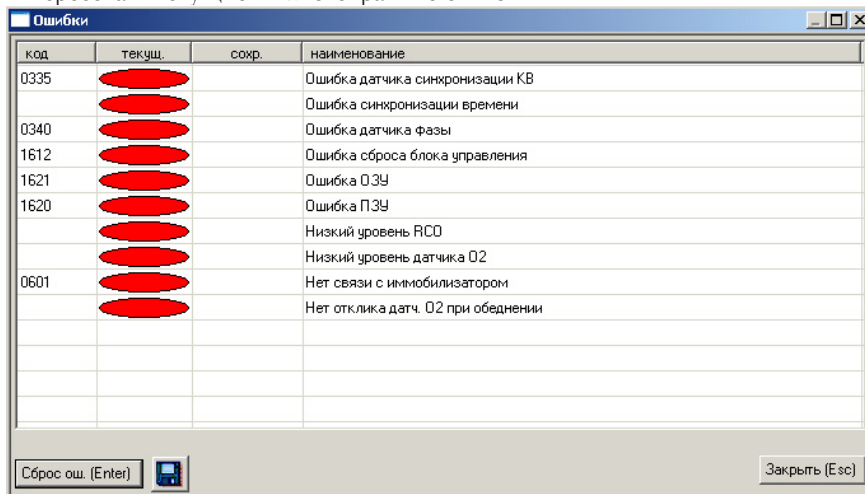 Ошибки
код текущ. сохр. наименование
0335 Ошибка датчика синхронизации КВ
Ошибка синхронизации времени
0340 Ошибка датчика фазы
1612 Ошибка сброса блока управления
1621 Ошибка ОЗУ
1620 Ошибка ПЗУ
Низкий уровень RCO
Низкий уровень датчика О2
0601 Нет связи с иммобилизатором
Нет отклика датч. О2 при обеднении
Сброс ош. (Enter) Закрыть (Esc)